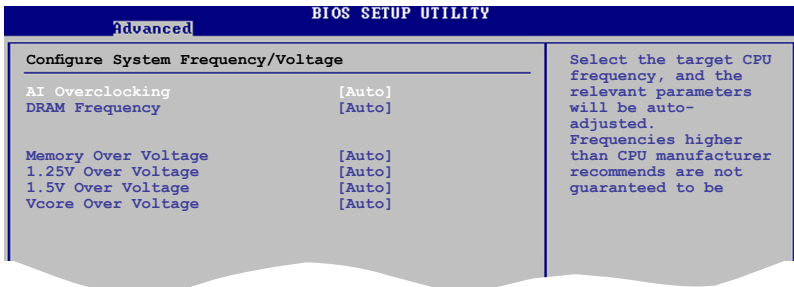 BIOS SETUP UTILITY
Advanced
Configure System Frequency/Voltage
AI Overclocking [Auto]
DRAM Frequency [Auto]
Memory Over Voltage [Auto]
1.25V Over Voltage [Auto]
1.5V Over Voltage [Auto]
Vcore Over Voltage [Auto]
Select the target CPU
frequency, and the
relevant parameters
will be auto-
adjusted.
Frequencies higher
than CPU manufacturer
recommends are not
guaranteed to be